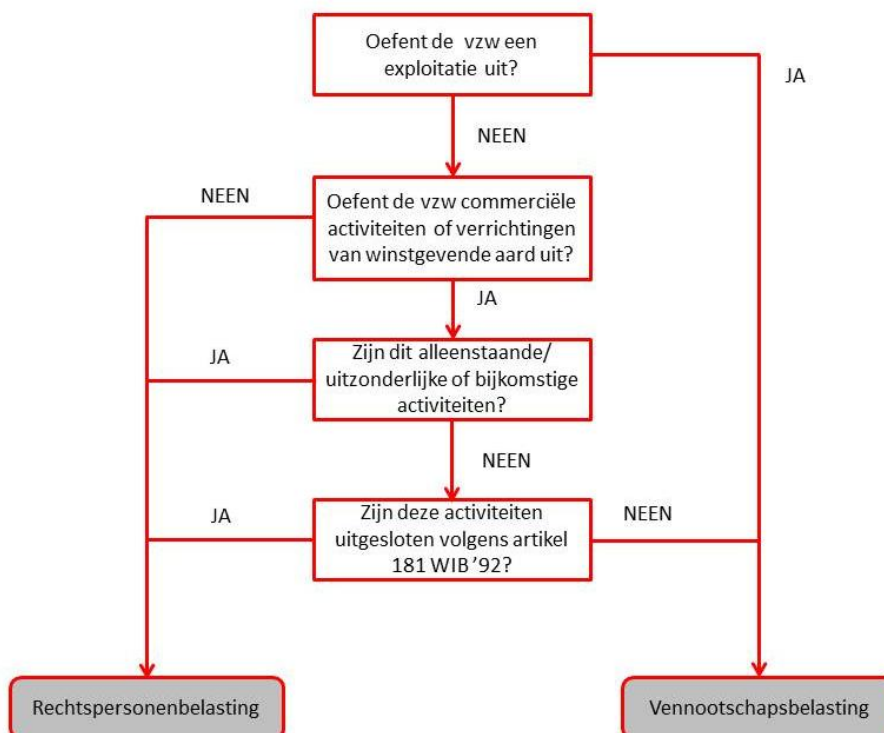 Oefent de vzw een
exploitatie uit?
JA
NEEN
NEEN
Oefent de vzw commerciële
activiteiten of verrichtingen
van winstgevende aard uit?
JA
JA
Zijn dit alleenstaande/
uitzonderlijke of bijkomstige
activiteiten?
NEEN
JA
Zijn deze activiteiten
uitgesloten volgens artikel
181 WIB ’92?
NEEN
Rechtspersonenbelasting
Vennootschapsbelasting